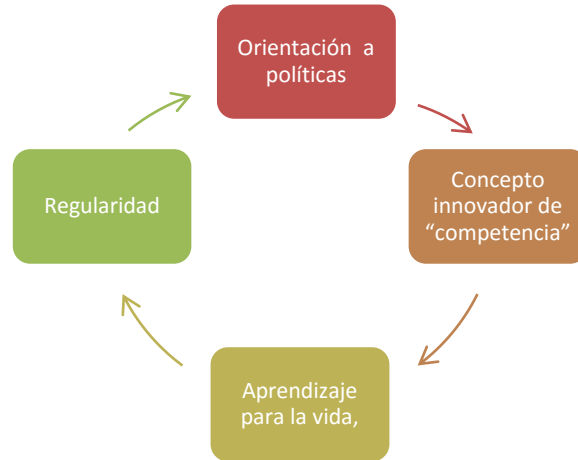 Orientación a
políticas
Concepto
innovador de
“competencia”
Aprendizaje
para la vida,
Regularidad